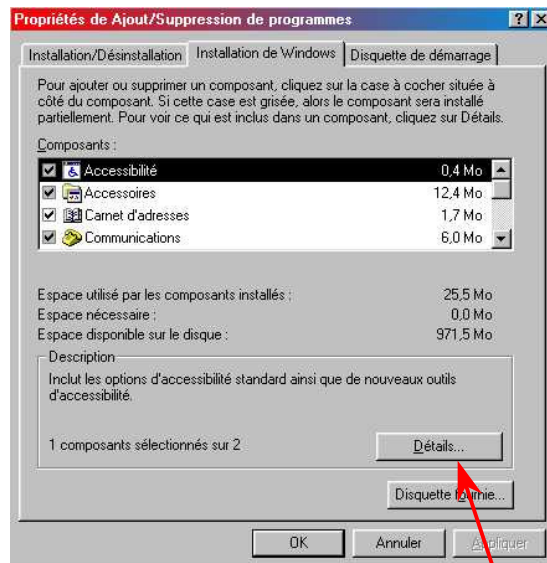 Propriétés de Ajout/Suppression de programmes
Installation/Désinstallation Installation de Windows Disquette de démarrage
Pour ajouter ou supprimer un composant, cliquez sur la case à cocher située à
côté du composant. Si cette case est grisée, alors le composant sera installé
partiellement. Pour voir ce qui est inclus dans un composant, cliquez sur Détails.
Composants :
Accessibilité 0,4 Mo
Accessoires 12,4 Mo
Carnet d'adresses 1,7 Mo
Communications 6,0 Mo
Espace utilisé par les composants installés : 25,5 Mo
Espace nécessaire : 0,0 Mo
Espace disponible sur le disque : 971,5 Mo
Description
Inclut les options d'accessibilité standard ainsi que de nouveaux outils
d'accessibilité.
1 composants sélectionnés sur 2 Détails...
Disquette fournie...
OK Annuler Appliquer